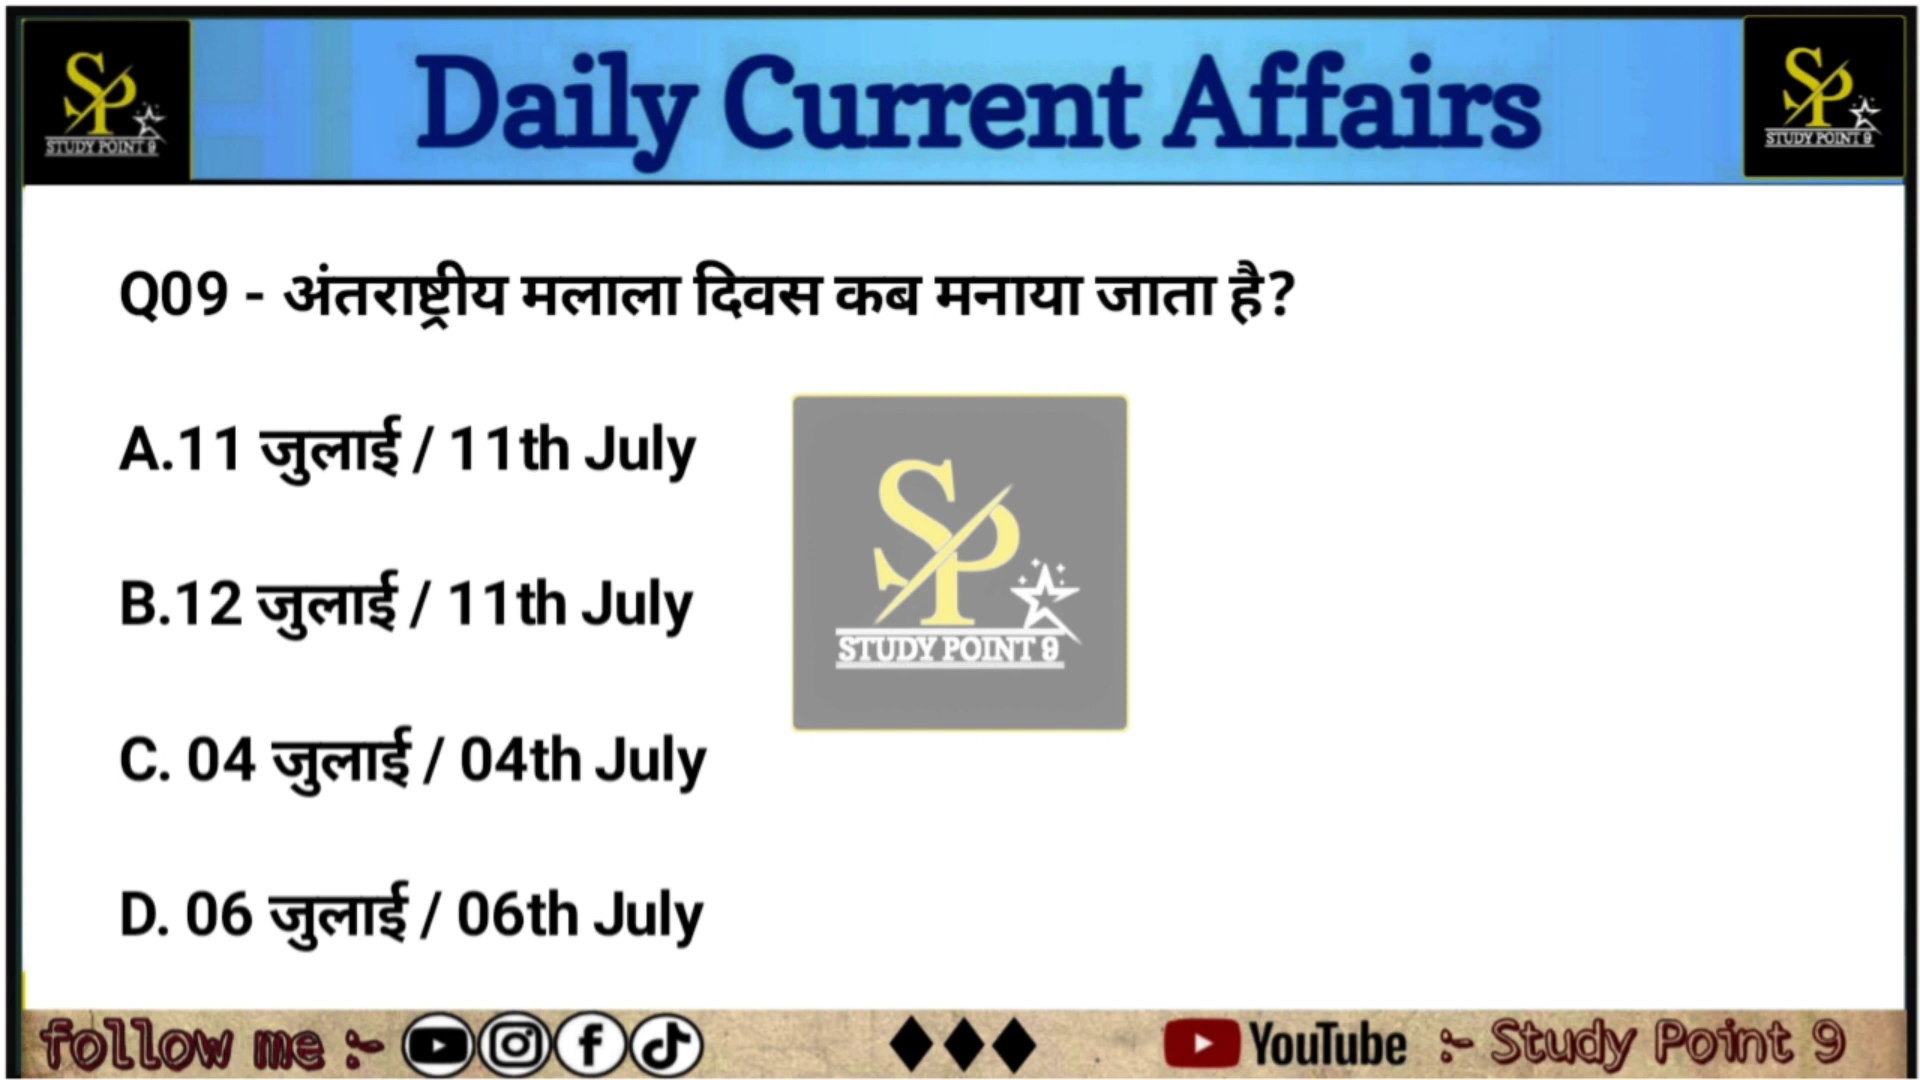 SP
STUDY POINT 9
Daily Current Affairs
SP
STUDY POINT 9
Q09 - अंतराष्ट्रीय मलाला दिवस कब मनाया जाता है?
A.11 जुलाई / 11th July
B.12 जुलाई / 11th July
SP
STUDY POINT 9
C. 04 जुलाई / 04th July
D. 06 जुलाई / 06th July
follow me :- YouTube :- Study Point 9